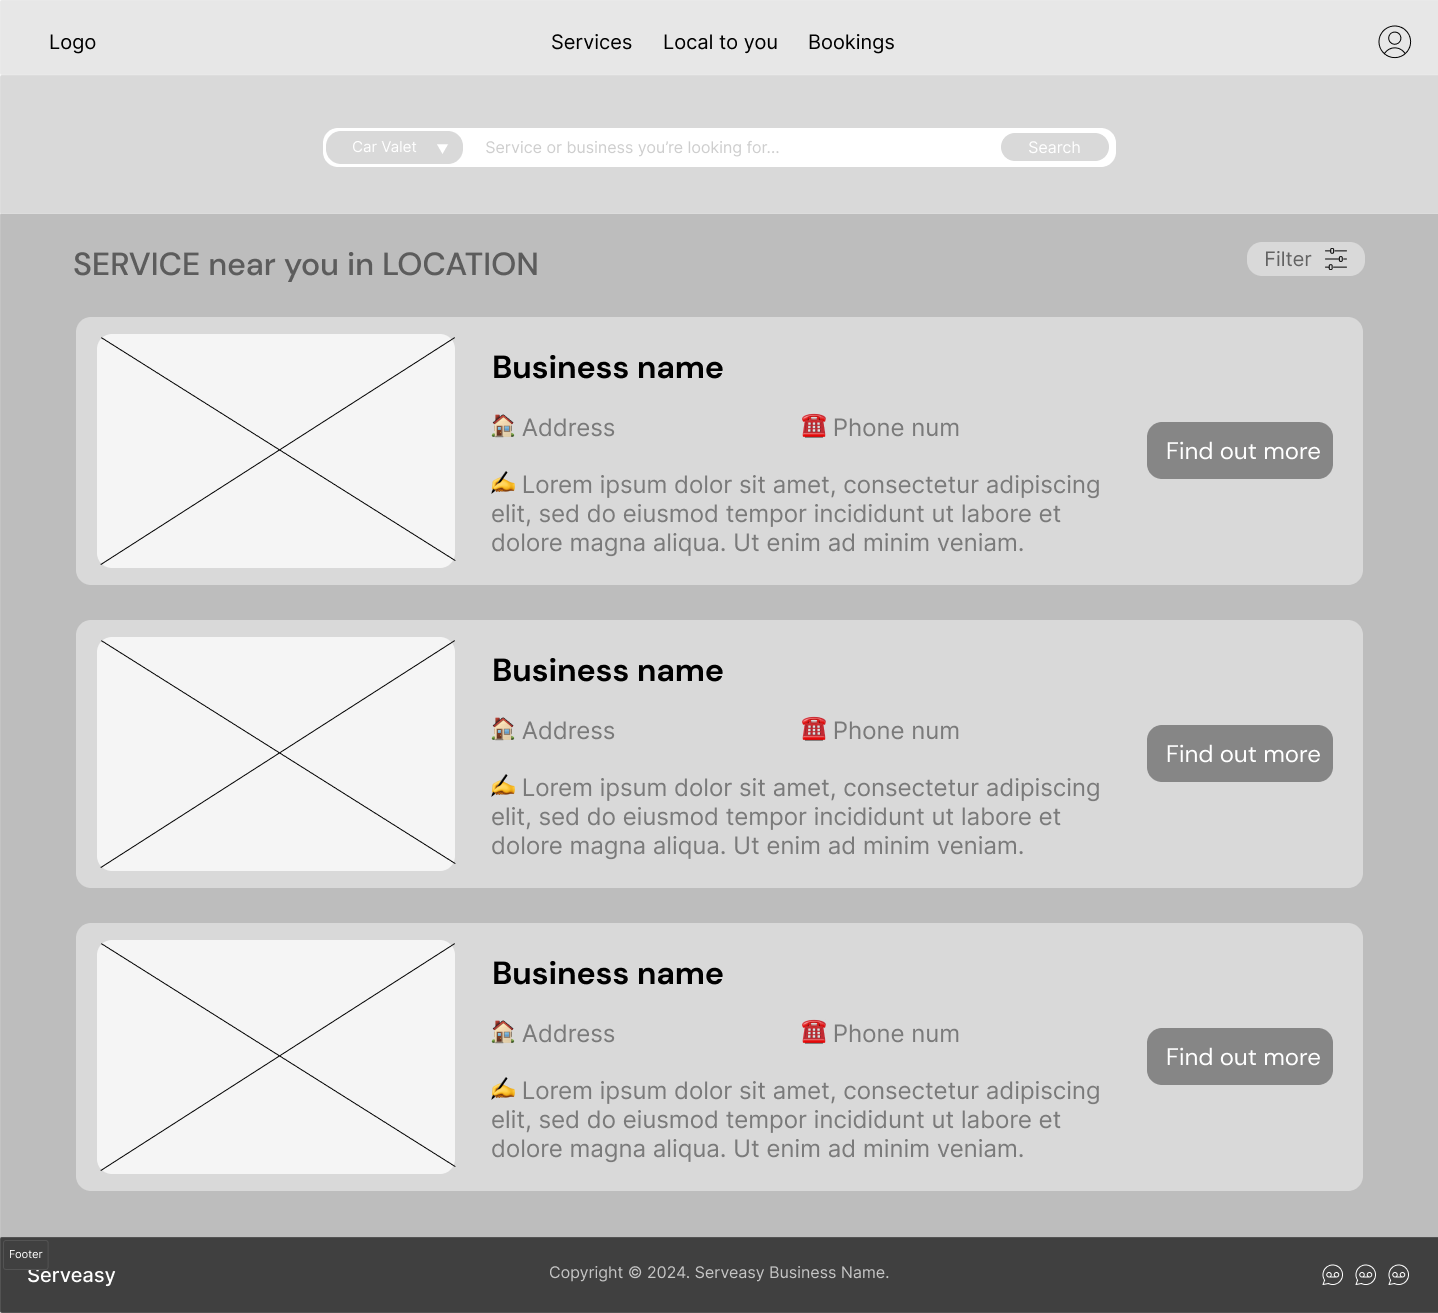 Logo
Services Local to you Bookings
Car Valet ▼ Service or business you're looking for... Search
SERVICE near you in LOCATION
Filter
Business name
🏠 Address ☎️ Phone num
Find out more
✍️ Lorem ipsum dolor sit amet, consectetur adipiscing
elit, sed do eiusmod tempor incididunt ut labore et
dolore magna aliqua. Ut enim ad minim veniam.
Business name
🏠 Address ☎️ Phone num
Find out more
✍️ Lorem ipsum dolor sit amet, consectetur adipiscing
elit, sed do eiusmod tempor incididunt ut labore et
dolore magna aliqua. Ut enim ad minim veniam.
Business name
🏠 Address ☎️ Phone num
Find out more
✍️ Lorem ipsum dolor sit amet, consectetur adipiscing
elit, sed do eiusmod tempor incididunt ut labore et
dolore magna aliqua. Ut enim ad minim veniam.
Footer
Serveasy
Copyright © 2024. Serveasy Business Name.